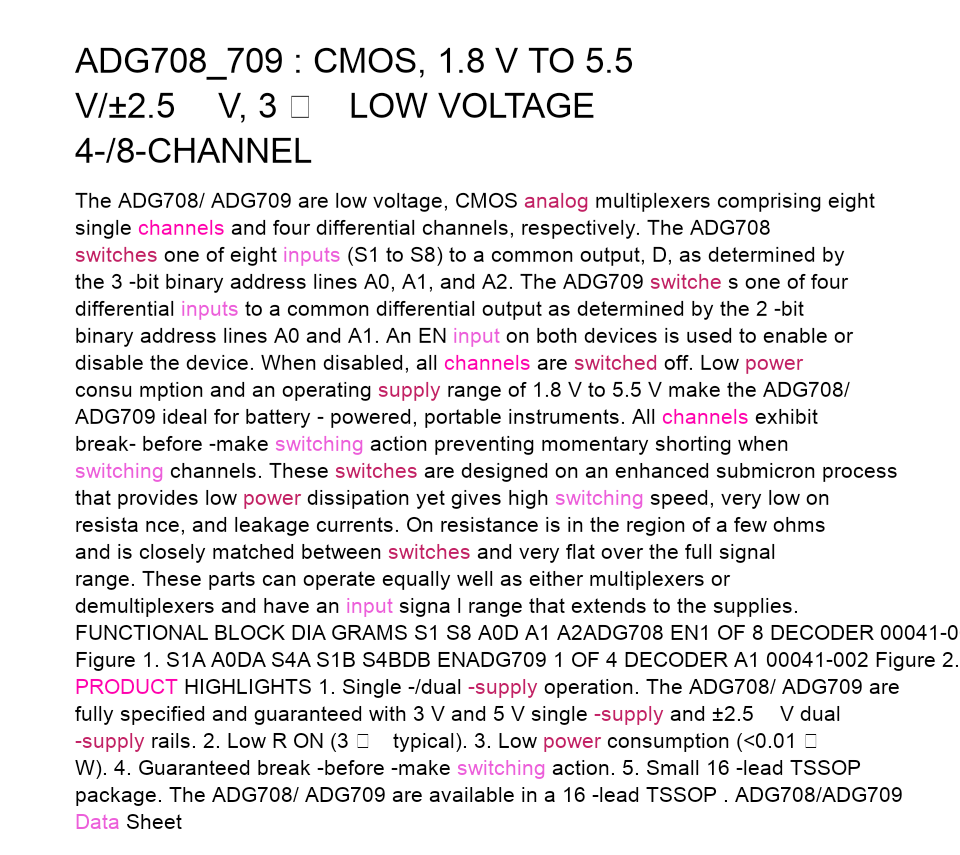 ADG708_709 : CMOS, 1.8 V TO 5.5
V/±2.5 V, 3 □ LOW VOLTAGE
4-/8-CHANNEL
The ADG708/ ADG709 are low voltage, CMOS analog multiplexers comprising eight
single channels and four differential channels, respectively. The ADG708
switches one of eight inputs (S1 to S8) to a common output, D, as determined by
the 3 -bit binary address lines A0, A1, and A2. The ADG709 switche s one of four
differential inputs to a common differential output as determined by the 2 -bit
binary address lines A0 and A1. An EN input on both devices is used to enable or
disable the device. When disabled, all channels are switched off. Low power
consu mption and an operating supply range of 1.8 V to 5.5 V make the ADG708/
ADG709 ideal for battery - powered, portable instruments. All channels exhibit
break- before -make switching action preventing momentary shorting when
switching channels. These switches are designed on an enhanced submicron process
that provides low power dissipation yet gives high switching speed, very low on
resista nce, and leakage currents. On resistance is in the region of a few ohms
and is closely matched between switches and very flat over the full signal
range. These parts can operate equally well as either multiplexers or
demultiplexers and have an input signa l range that extends to the supplies.
FUNCTIONAL BLOCK DIA GRAMS S1 S8 A0D A1 A2ADG708 EN1 OF 8 DECODER 00041-0
Figure 1. S1A A0DA S4A S1B S4BDB ENADG709 1 OF 4 DECODER A1 00041-002 Figure 2.
PRODUCT HIGHLIGHTS 1. Single -/dual -supply operation. The ADG708/ ADG709 are
fully specified and guaranteed with 3 V and 5 V single -supply and ±2.5 V dual
-supply rails. 2. Low R ON (3 □ typical). 3. Low power consumption (<0.01 □
W). 4. Guaranteed break -before -make switching action. 5. Small 16 -lead TSSOP
package. The ADG708/ ADG709 are available in a 16 -lead TSSOP . ADG708/ADG709
Data Sheet